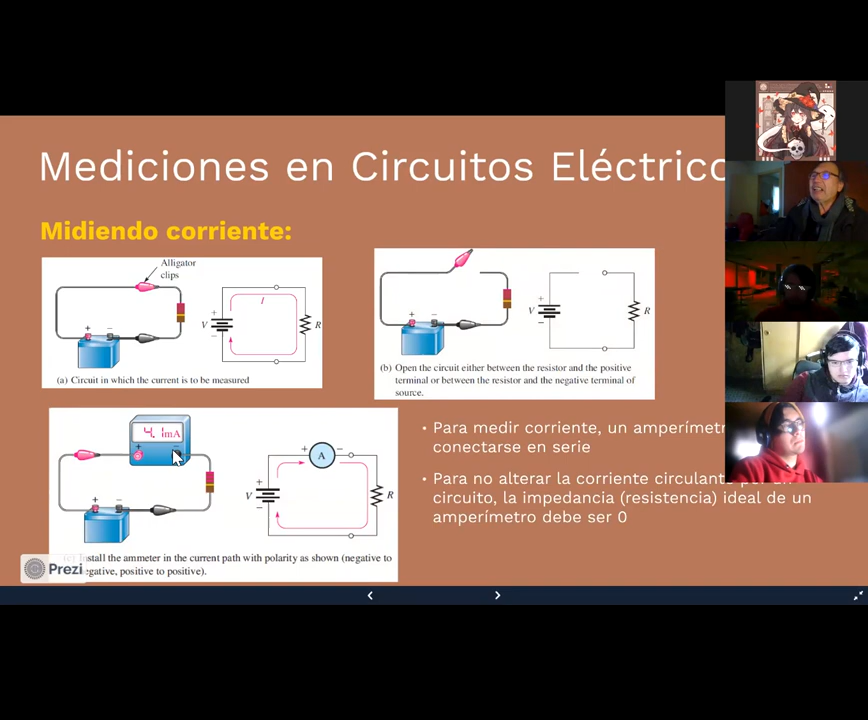 Mediciones en Circuitos Eléctrico
Midiendo corriente:
Alligator
clips
+ -
V + - I R
(a) Circuit in which the current is to be measured
+ -
V + - R
(b) Open the circuit either between the resistor and the positive
terminal or between the resistor and the negative terminal of
source.
4.1mA
+ -
+ -
V + - + A - R
Install the ammeter in the current path with polarity as shown (negative to
egative, positive to positive).
Prezi
• Para medir corriente, un amperímetr
conectarse en serie
• Para no alterar la corriente circulante
circuito, la impedancia (resistencia) ideal de un
amperímetro debe ser 0